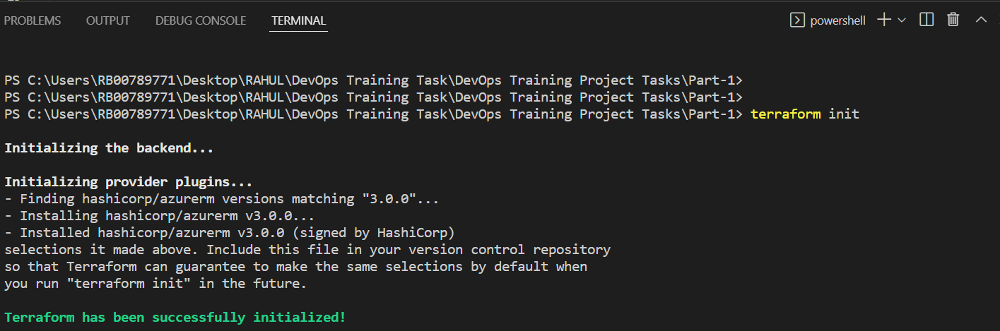 PROBLEMS OUTPUT DEBUG CONSOLE TERMINAL powershell
PS C:\Users\RB00789771\Desktop\RAHUL\DevOps Training Task\DevOps Training Project Tasks\Part-1>
PS C:\Users\RB00789771\Desktop\RAHUL\DevOps Training Task\DevOps Training Project Tasks\Part-1>
PS C:\Users\RB00789771\Desktop\RAHUL\DevOps Training Task\DevOps Training Project Tasks\Part-1> terraform init
Initializing the backend...
Initializing provider plugins...
- Finding hashicorp/azurerm versions matching "3.0.0"...
- Installing hashicorp/azurerm v3.0.0...
- Installed hashicorp/azurerm v3.0.0 (signed by HashiCorp)
selections it made above. Include this file in your version control repository
so that Terraform can guarantee to make the same selections by default when
you run "terraform init" in the future.
Terraform has been successfully initialized!